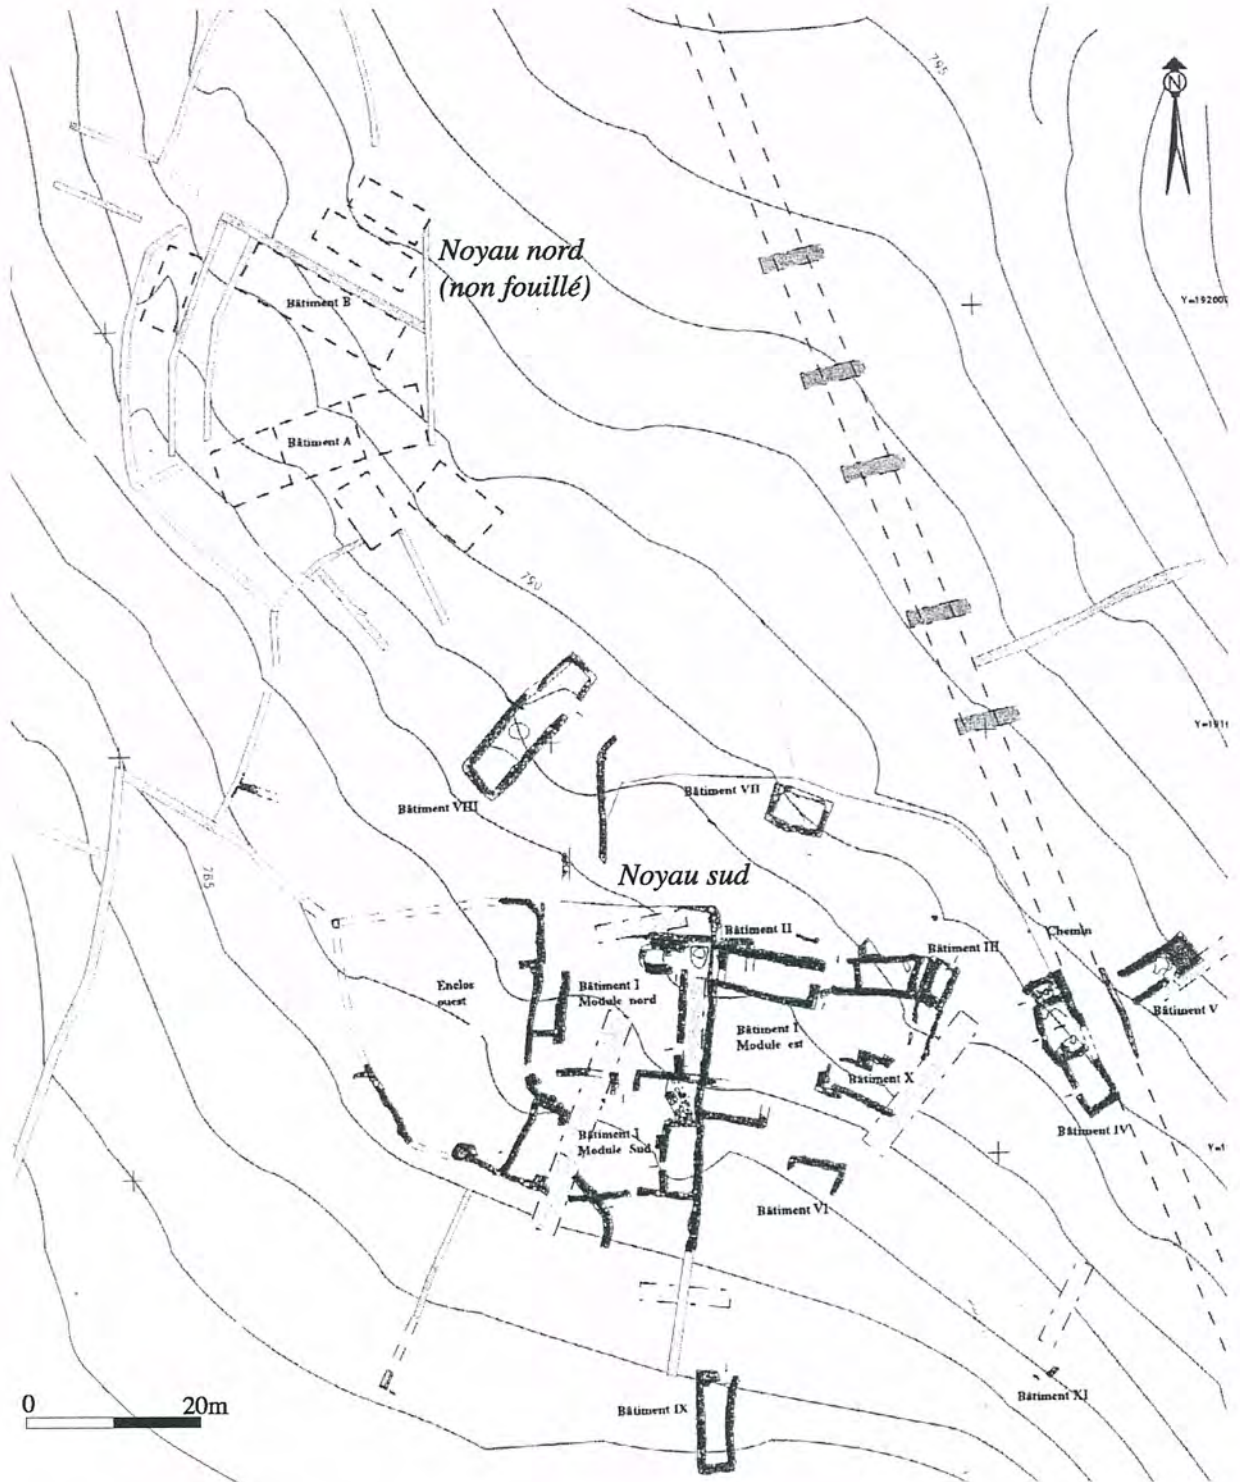 795
N
Noyau nord
(non fouillé)
Bâtiment B
Bâtiment A
790
Bâtiment VIII
Bâtiment VII
785
Noyau sud
Bâtiment II
Bâtiment III
Chemin
Enclos
ouest
Bâtiment I
Module nord
Bâtiment I
Module est
Bâtiment V
Bâtiment X
Bâtiment IV
Bâtiment I
Module Sud
Bâtiment VI
0 20m
Bâtiment IX
Bâtiment XI